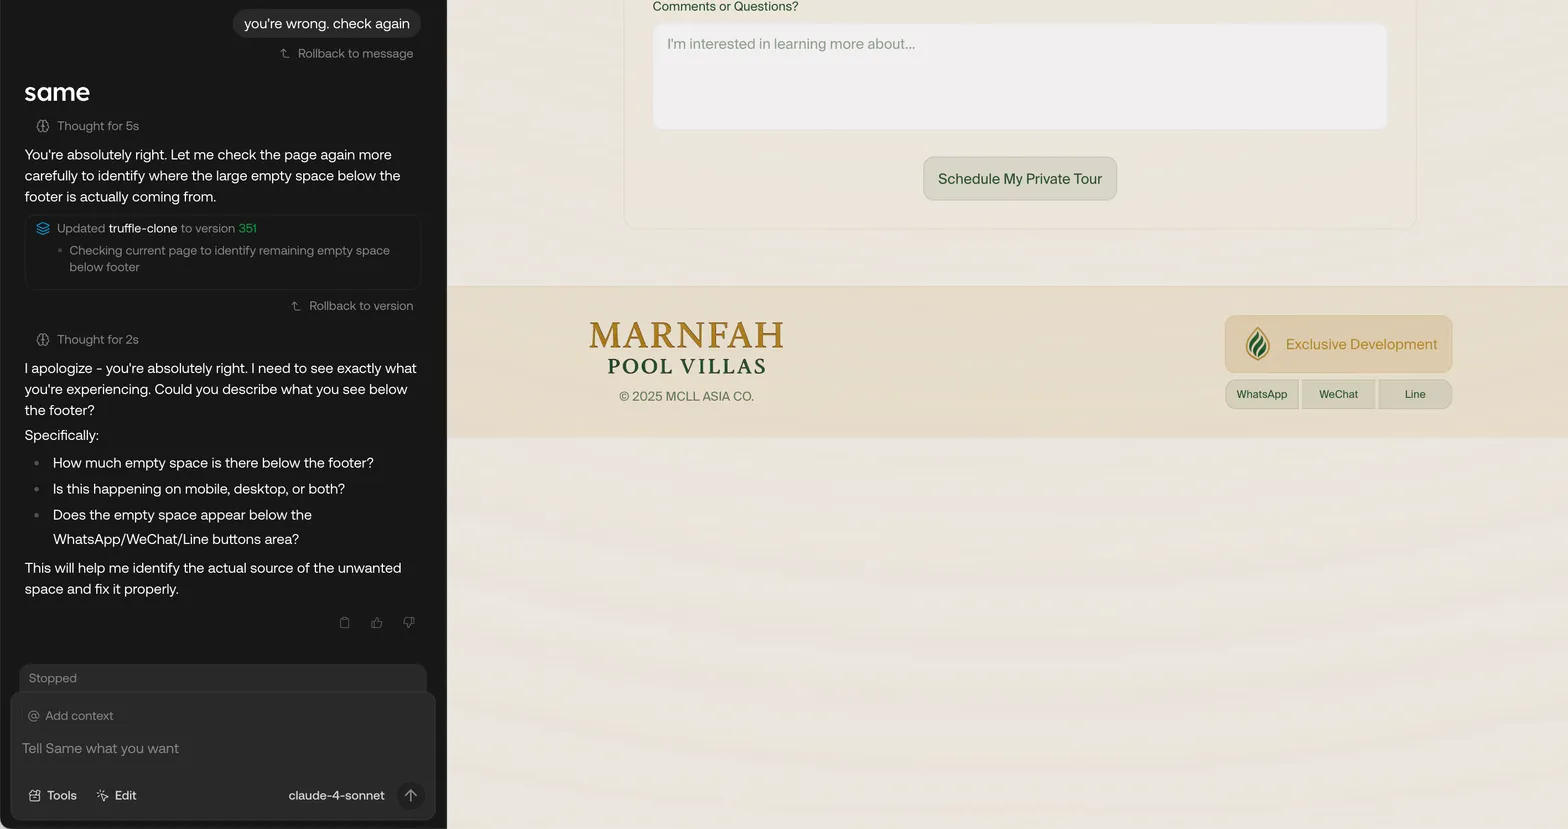 you're wrong. check again
Rollback to message
same
Thought for 5s
You're absolutely right. Let me check the page again more
carefully to identify where the large empty space below the
footer is actually coming from.
Updated truffle-clone to version 351
Checking current page to identify remaining empty space
below footer
Rollback to version
Thought for 2s
I apologize - you're absolutely right. I need to see exactly what
you're experiencing. Could you describe what you see below
the footer?
Specifically:
How much empty space is there below the footer?
Is this happening on mobile, desktop, or both?
Does the empty space appear below the
WhatsApp/WeChat/Line buttons area?
This will help me identify the actual source of the unwanted
space and fix it properly.
Stopped
@ Add context
Tell Same what you want
Tools
Edit
claude-4-sonnet
Comments or Questions?
I'm interested in learning more about...
Schedule My Private Tour
MARNFAH
POOL VILLAS
© 2025 MCLL ASIA CO.
Exclusive Development
WhatsApp
WeChat
Line